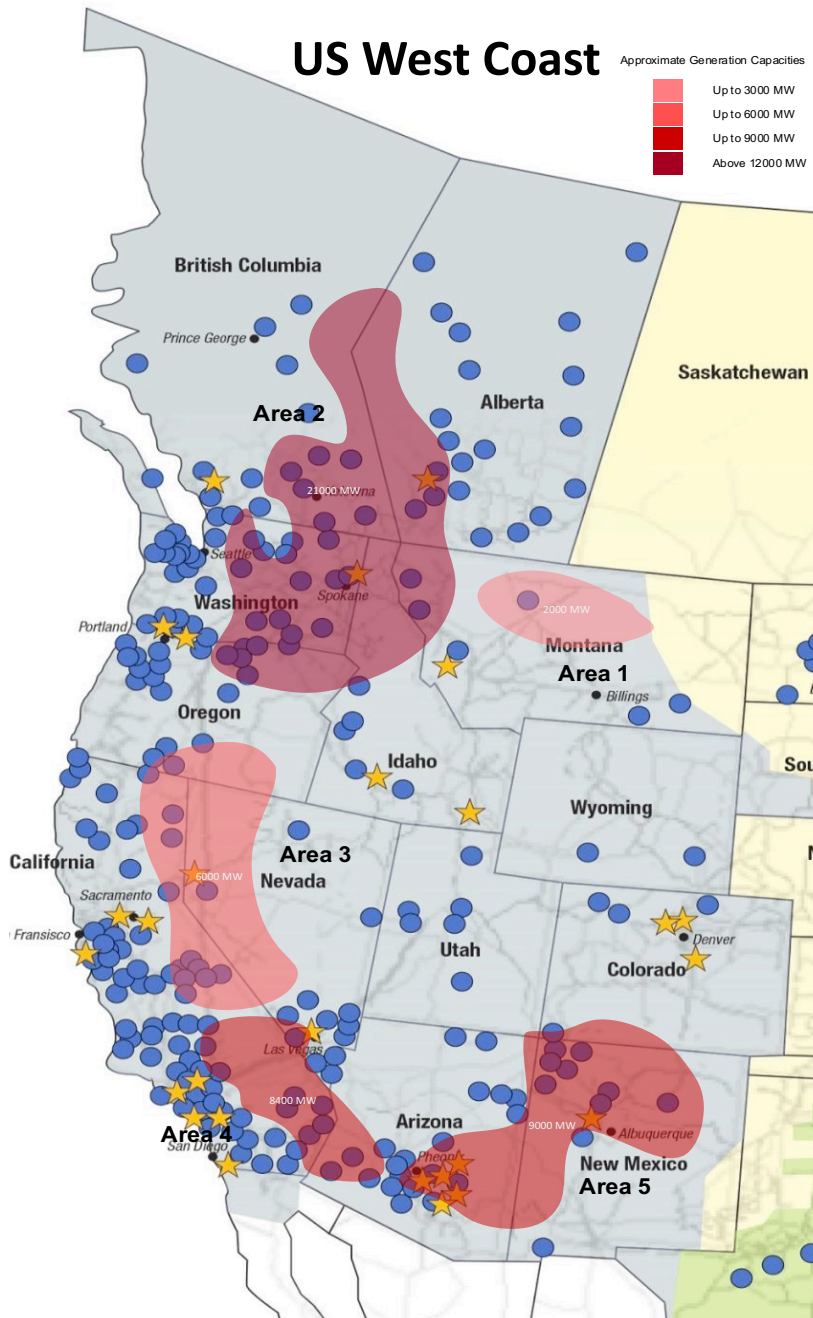 US West Coast
Approximate Generation Capacities
Up to 3000 MW
Up to 6000 MW
Up to 9000 MW
Above 12000 MW
British Columbia
Prince George
Saskatchewan
Alberta
Area 2
21000 MW
Seattle
Spokane
Washington
2000 MW
Portland
Montana
Area 1
Billings
Oregon
Idaho
Sou
Wyoming
California
Area 3
N
6000 MW
Nevada
Sacramento
Fransisco
Utah
Denver
Colorado
Las Vegas
8400 MW
Arizona
9000 MW
Area 4
Albuquerque
San Diego
Pheon
New Mexico
Area 5